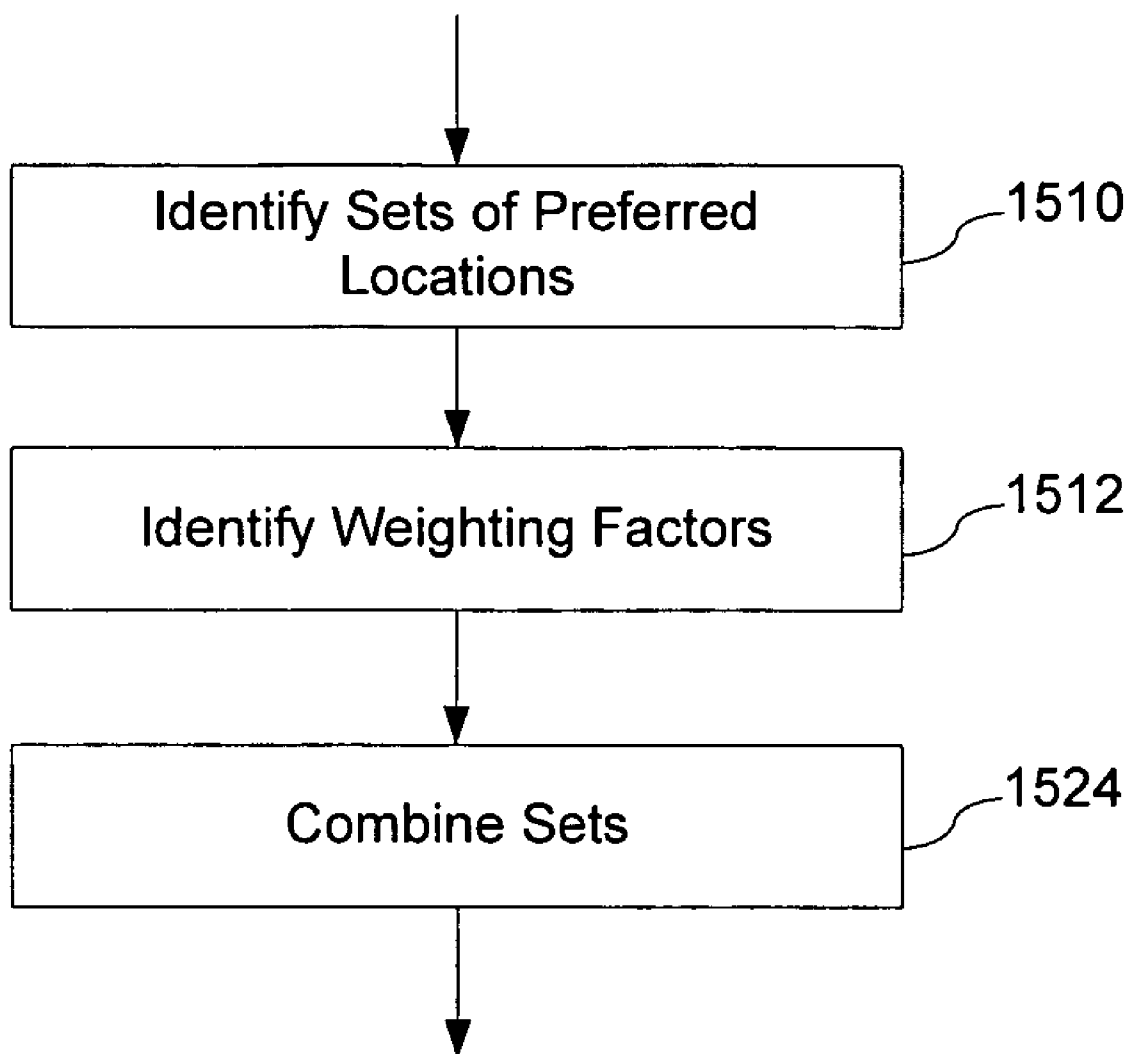 Identify Sets of Preferred
Locations
1510
Identify Weighting Factors
1512
Combine Sets
1524